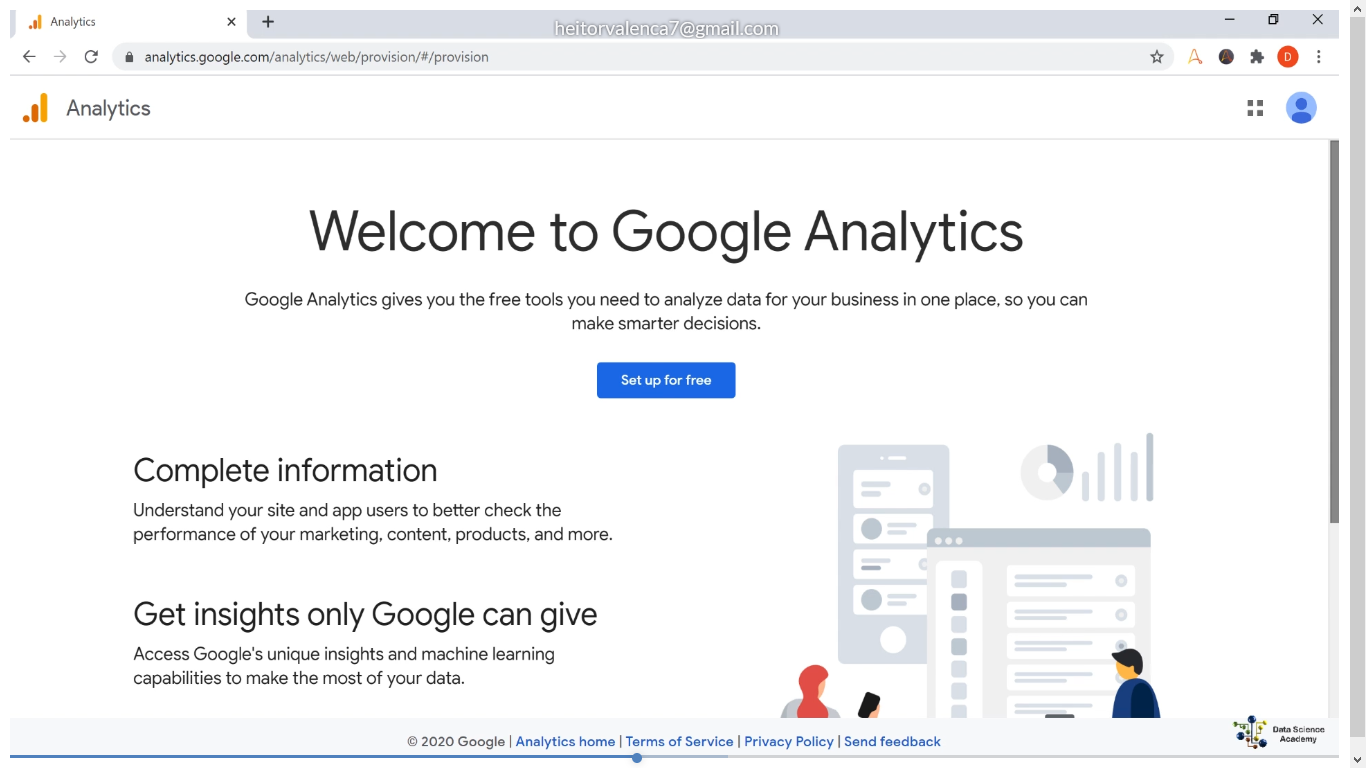 Analytics
heitorvalenca7@gmail.com
analytics.google.com/analytics/web/provision/#/provision
D
Analytics
Welcome to Google Analytics
Google Analytics gives you the free tools you need to analyze data for your business in one place, so you can
make smarter decisions.
Set up for free
Complete information
Understand your site and app users to better check the
performance of your marketing, content, products, and more.
Get insights only Google can give
Access Google's unique insights and machine learning
capabilities to make the most of your data.
© 2020 Google | Analytics home | Terms of Service | Privacy Policy | Send feedback
Data Science
Academy